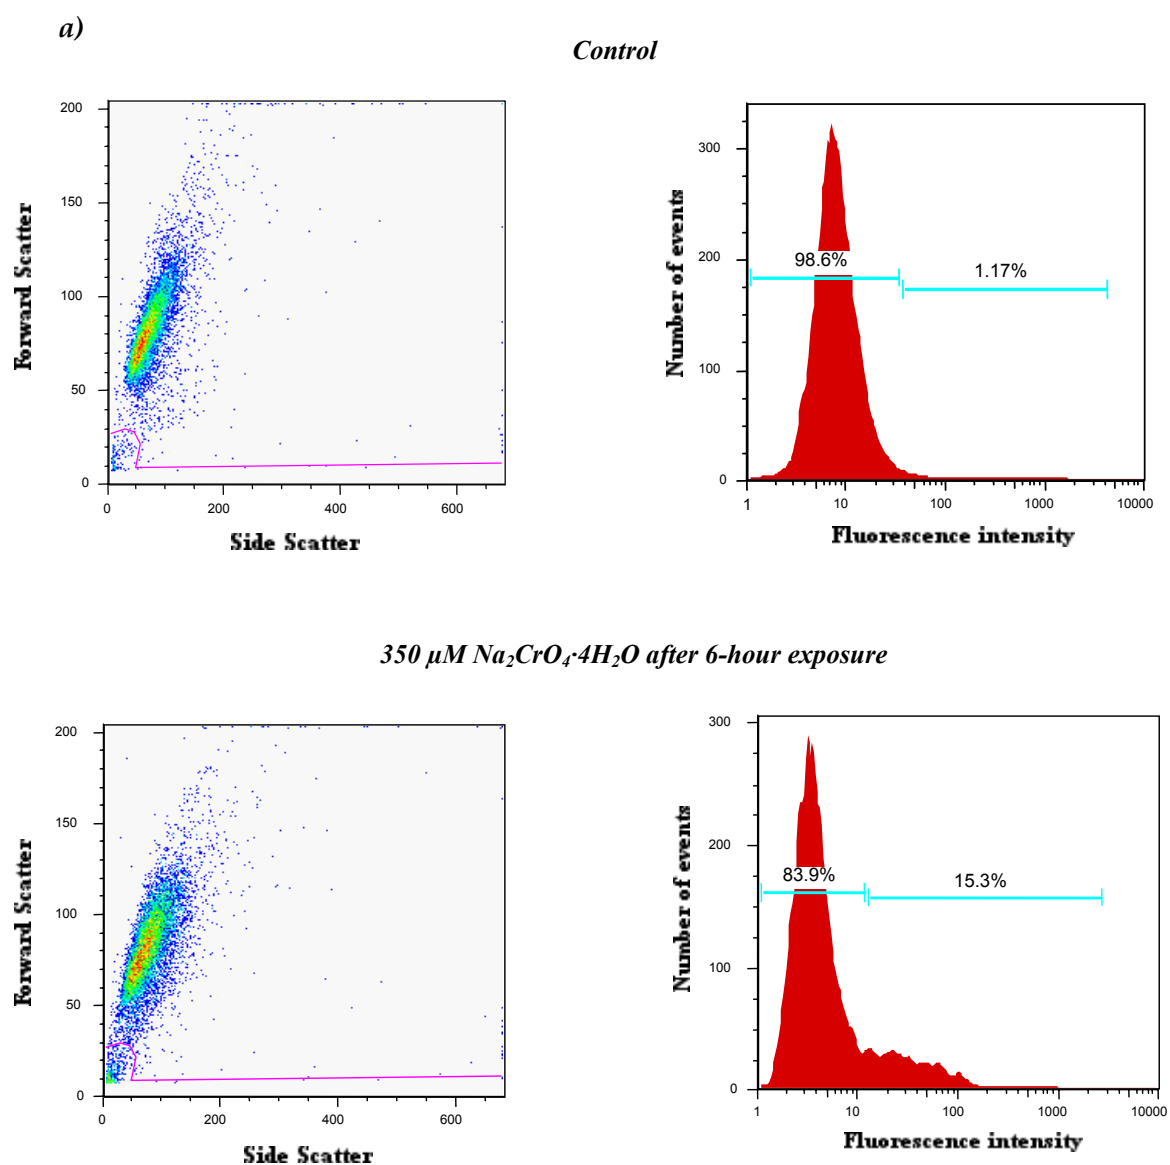 a)
Control
200
150
100
50
0
Forward Scatter
0 200 400 600
Side Scatter
300
200
100
0
Number of events
98.6% 1.17%
1 10 100 1000 10000
Fluorescence intensity
350 μM Na₂CrO₄·4H₂O after 6-hour exposure
200
150
100
50
0
Forward Scatter
0 200 400 600
Side Scatter
300
200
100
0
Number of events
83.9% 15.3%
1 10 100 1000 10000
Fluorescence intensity